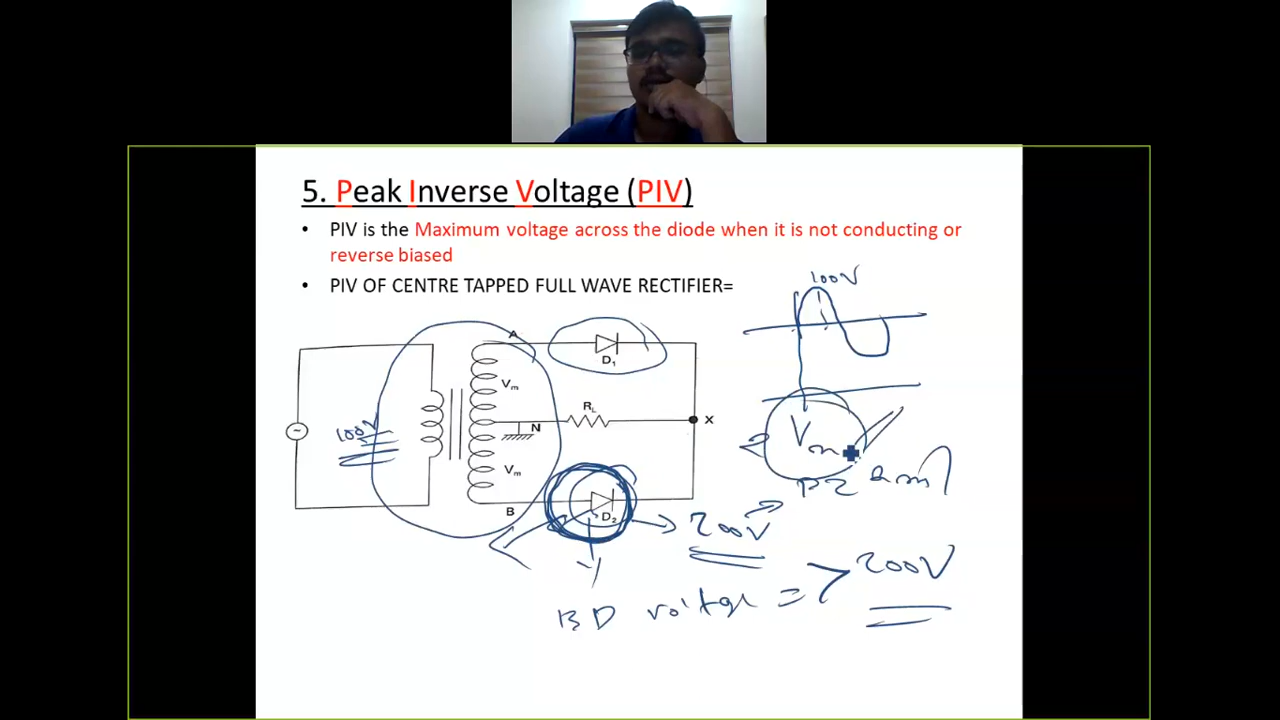 5. Peak Inverse Voltage (PIV)
• PIV is the Maximum voltage across the diode when it is not conducting or
reverse biased
• PIV OF CENTRE TAPPED FULL WAVE RECTIFIER=
100V
A
D1
Vm
RL
X
100V
N
Vm
Vm
B
D2
200V
200V
BD voltage = >